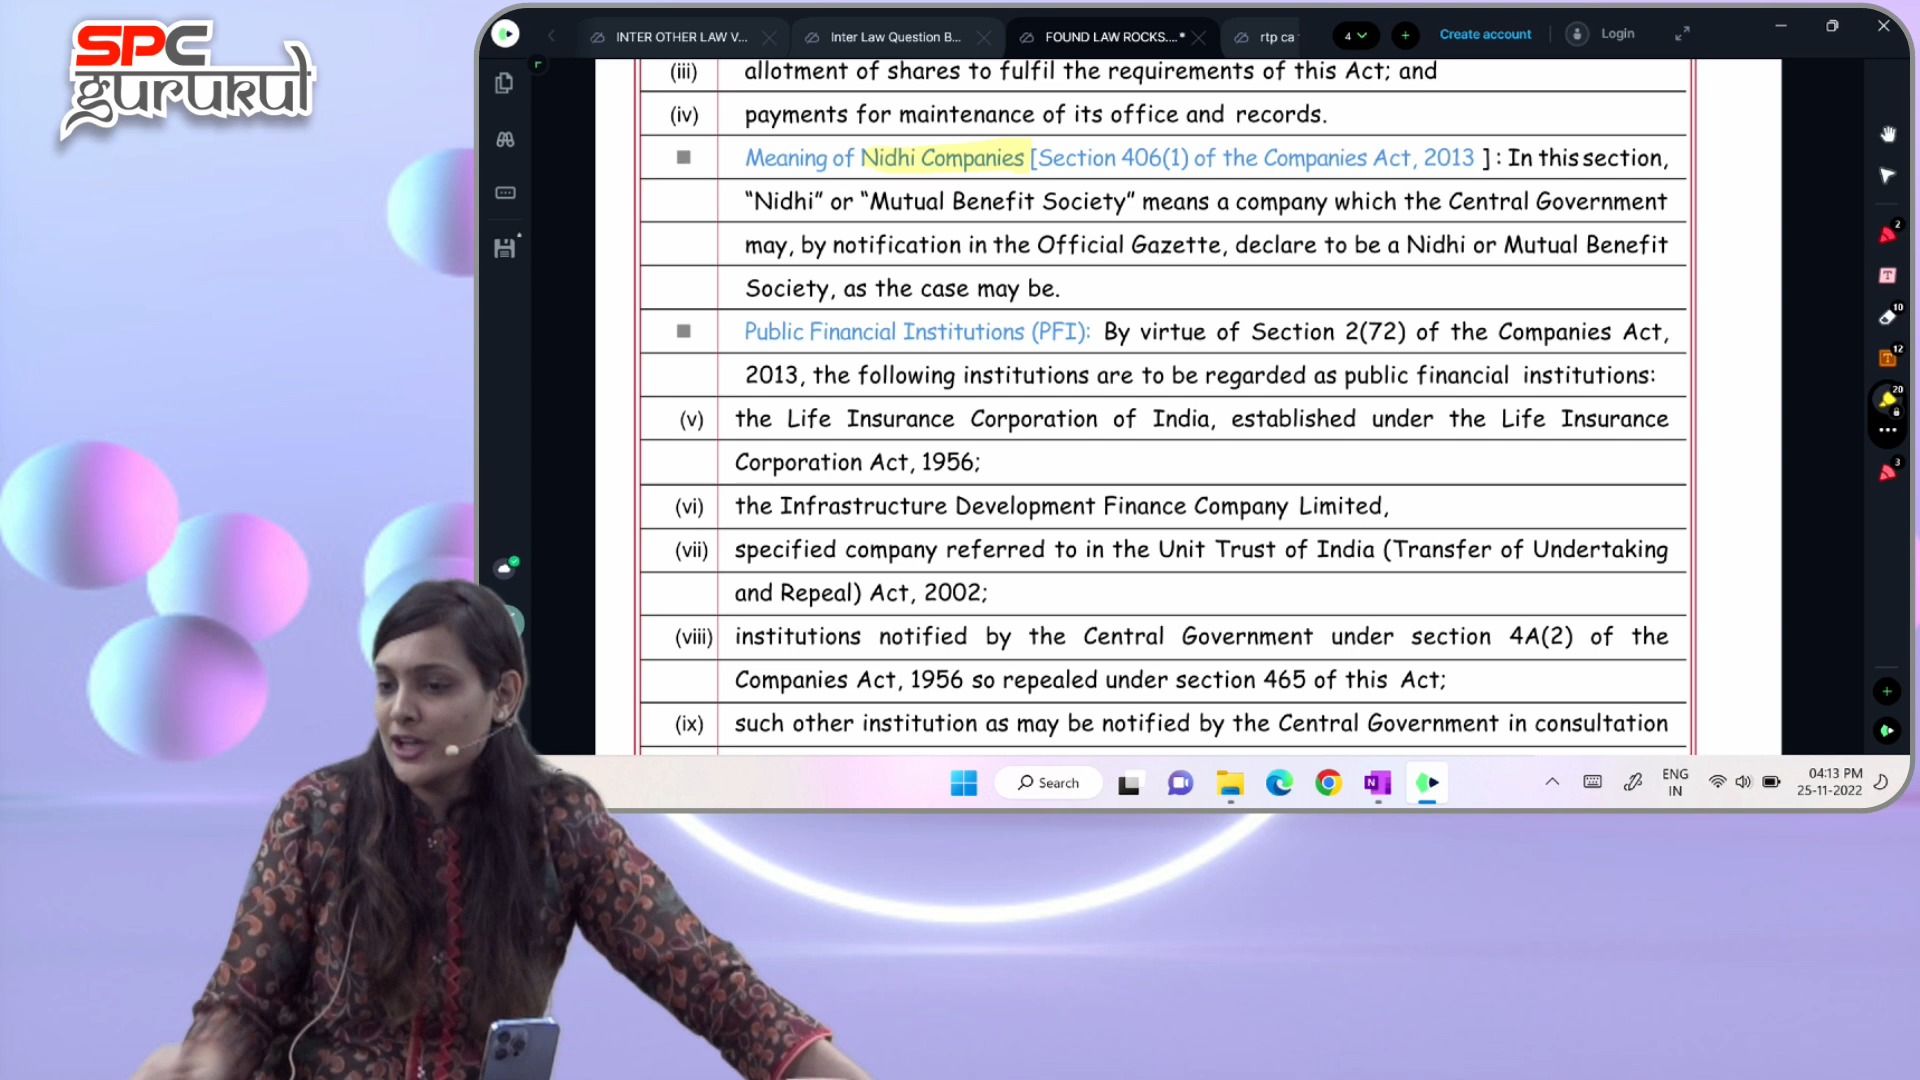 SPC
gurukul
INTER OTHER LAW V...
Inter Law Question B...
FOUND LAW ROCKS....*
rtp ca
4
Create account
Login
(iii) allotment of shares to fulfil the requirements of this Act; and
(iv) payments for maintenance of its office and records.
■ Meaning of Nidhi Companies [Section 406(1) of the Companies Act, 2013 ] : In this section,
“Nidhi” or “Mutual Benefit Society” means a company which the Central Government
may, by notification in the Official Gazette, declare to be a Nidhi or Mutual Benefit
Society, as the case may be.
■ Public Financial Institutions (PFI): By virtue of Section 2(72) of the Companies Act,
2013, the following institutions are to be regarded as public financial institutions:
(v) the Life Insurance Corporation of India, established under the Life Insurance
Corporation Act, 1956;
(vi) the Infrastructure Development Finance Company Limited,
(vii) specified company referred to in the Unit Trust of India (Transfer of Undertaking
and Repeal) Act, 2002;
(viii) institutions notified by the Central Government under section 4A(2) of the
Companies Act, 1956 so repealed under section 465 of this Act;
(ix) such other institution as may be notified by the Central Government in consultation
2
10
12
20
3
Search
ENG
IN
04:13 PM
25-11-2022